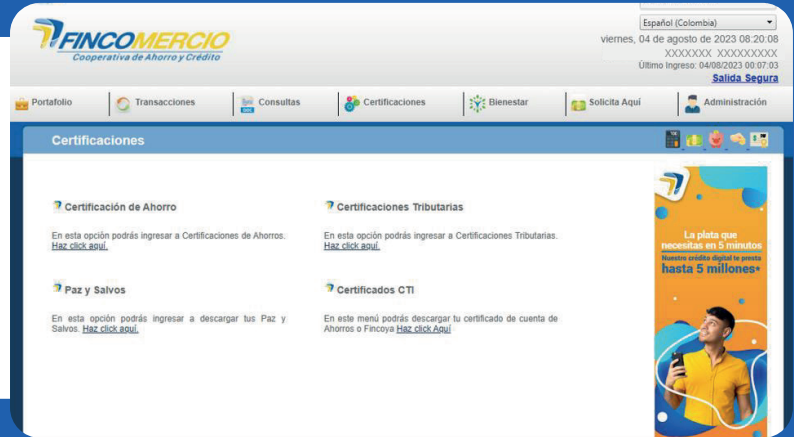 Español (Colombia)
FINCOMERCIO
Cooperativa de Ahorro y Crédito
viernes, 04 de agosto de 2023 08:20:08
XXXXXXX XXXXXXXXX
Último Ingreso: 04/08/2023 00:07:03
Salida Segura
Portafolio
Transacciones
Consultas
Certificaciones
Bienestar
Solicita Aquí
Administración
Certificaciones
Certificación de Ahorro
En esta opción podrás ingresar a Certificaciones de Ahorros.
Haz click aquí.
Certificaciones Tributarias
En esta opción podrás ingresar a Certificaciones Tributarias.
Haz click aquí.
Paz y Salvos
En esta opción podrás ingresar a descargar tus Paz y
Salvos. Haz click aquí.
Certificados CTI
En este menú podrás descargar tu certificado de cuenta de
Ahorros o Fincoya Haz click Aquí
La plata que
necesitas en 5 minutos
Nuestro crédito digital te presta
hasta 5 millones*